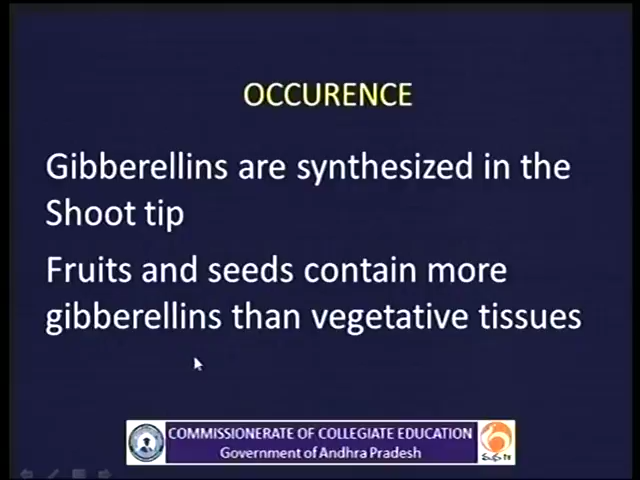 OCCURENCE
Gibberellins are synthesized in the
Shoot tip
Fruits and seeds contain more
gibberellins than vegetative tissues
COMMISSIONERATE OF COLLEGIATE EDUCATION
Government of Andhra Pradesh